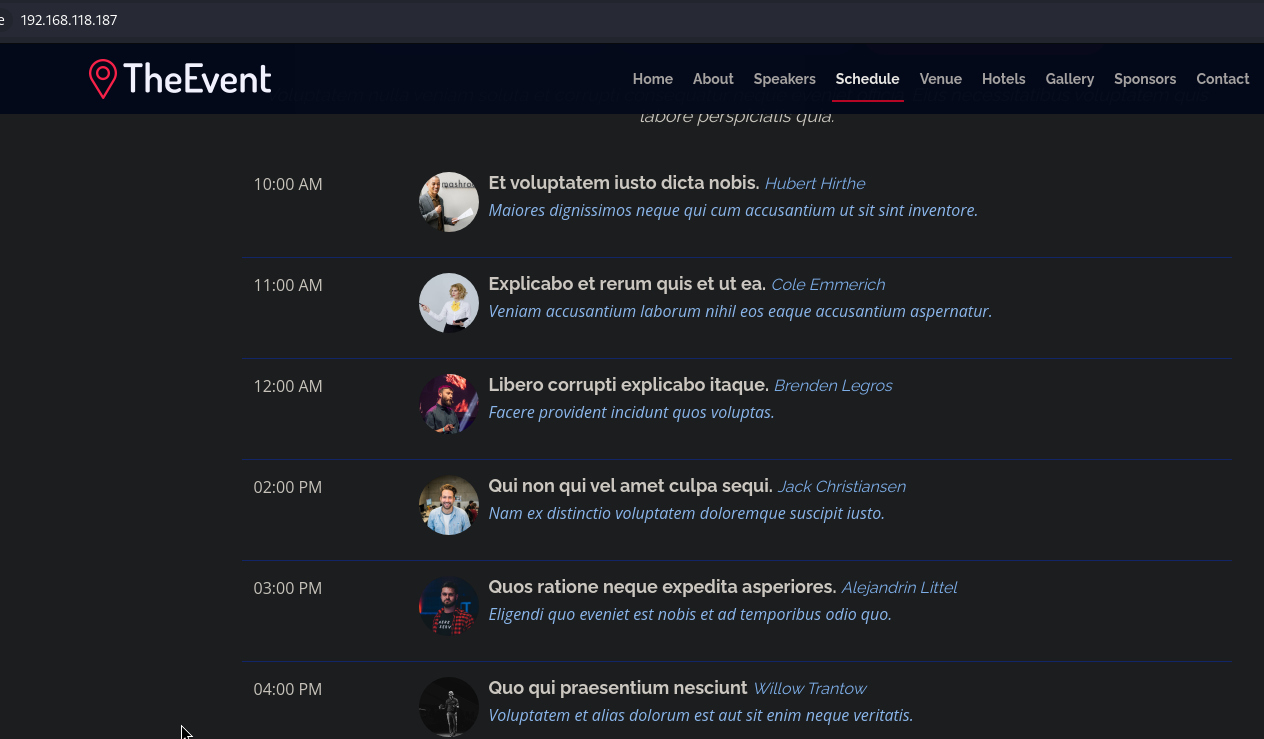 e 192.168.118.187
TheEvent Home About Speakers Schedule Venue Hotels Gallery Sponsors Contact
labore perspiciatis quia.
10:00 AM Et voluptatem iusto dicta nobis. Hubert Hirthe
Maiores dignissimos neque qui cum accusantium ut sit sint inventore.
11:00 AM Explicabo et rerum quis et ut ea. Cole Emmerich
Veniam accusantium laborum nihil eos eaque accusantium aspernatur.
12:00 AM Libero corrupti explicabo itaque. Brenden Legros
Facere provident incidunt quos voluptas.
02:00 PM Qui non qui vel amet culpa sequi. Jack Christiansen
Nam ex distinctio voluptatem doloremque suscipit iusto.
03:00 PM Quos ratione neque expedita asperiores. Alejandrin Littel
Eligendi quo eveniet est nobis et ad temporibus odio quo.
04:00 PM Quo qui praesentium nesciunt Willow Trantow
Voluptatem et alias dolorum est aut sit enim neque veritatis.